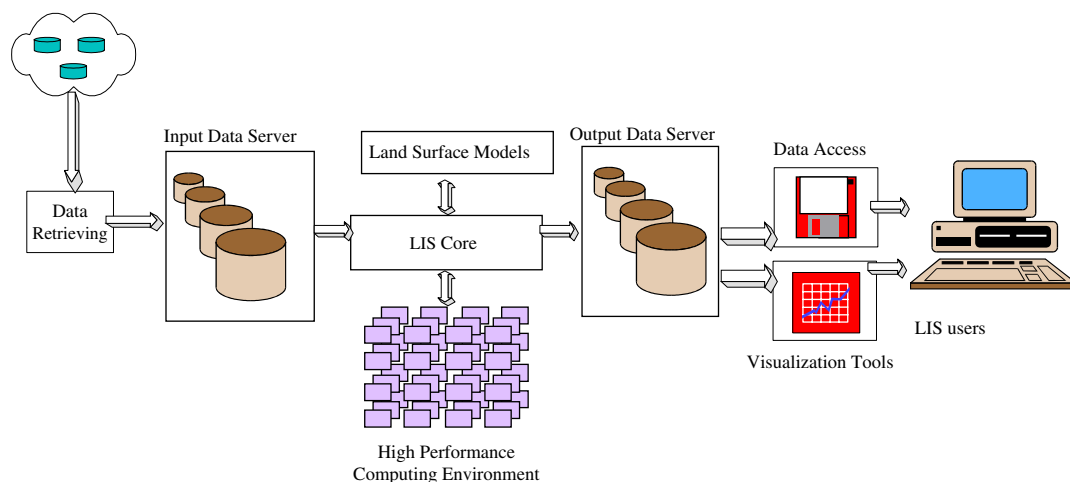 Input Data Server
Output Data Server
Data Access
Land Surface Models
Data
Retrieving
LIS Core
LIS users
Visualization Tools
High Performance
Computing Environment